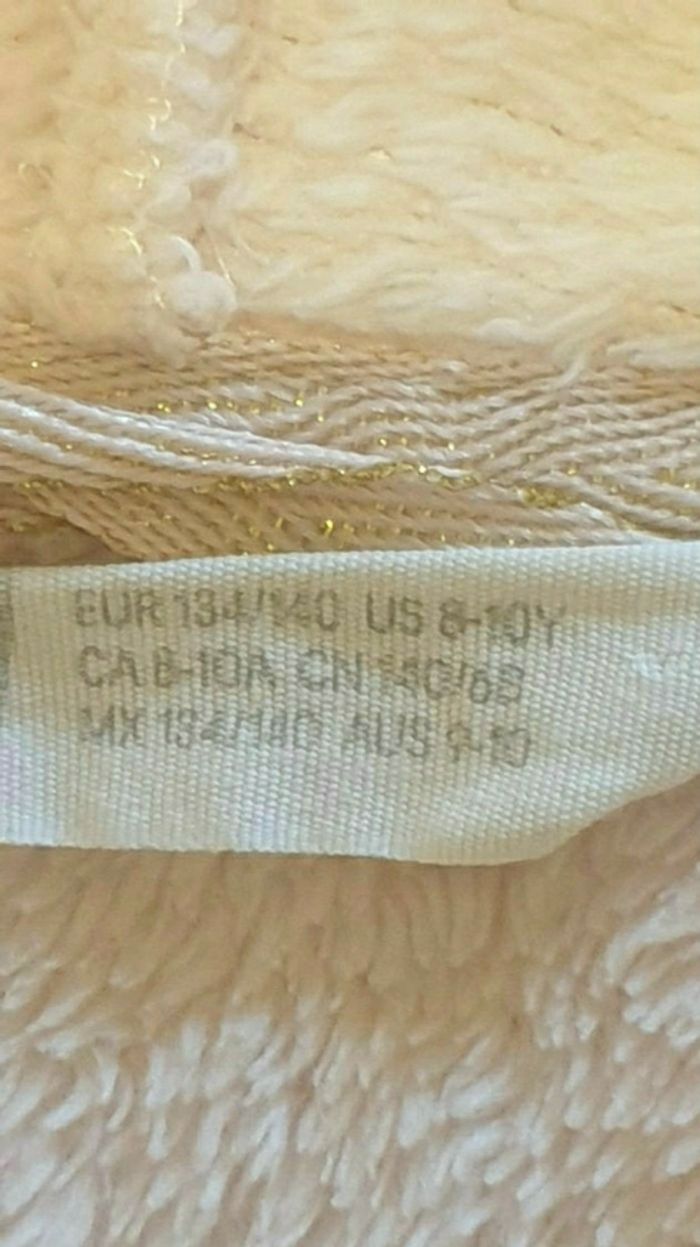 EUR 134/140 US 8-10Y
CA 8-10A CN 140/68
MX 134/140 AUS 9-10